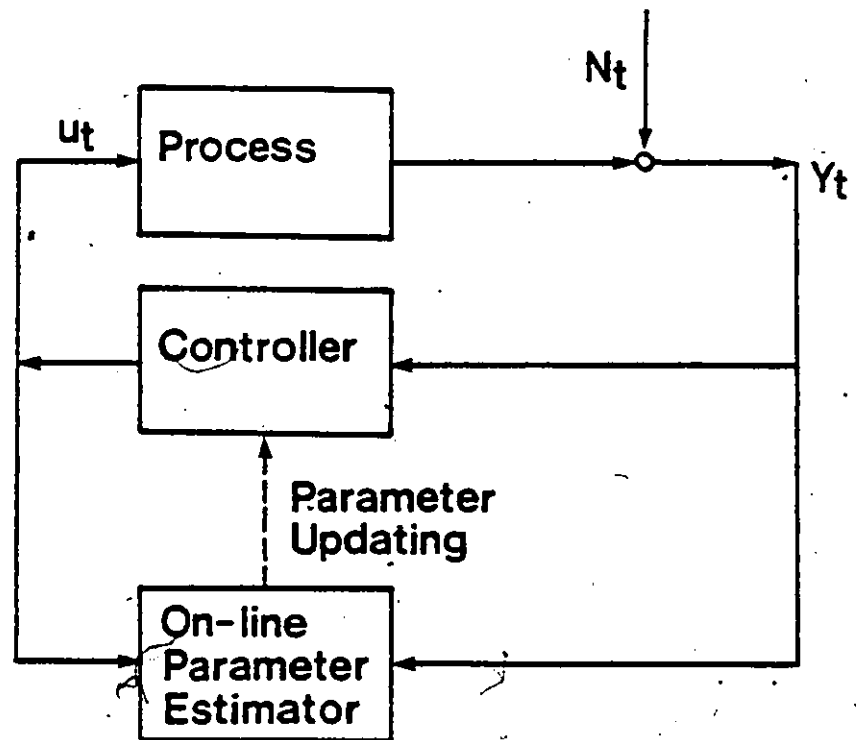 Nt
ut
Process
Yt
Controller
Parameter
Updating
On-line
Parameter
Estimator